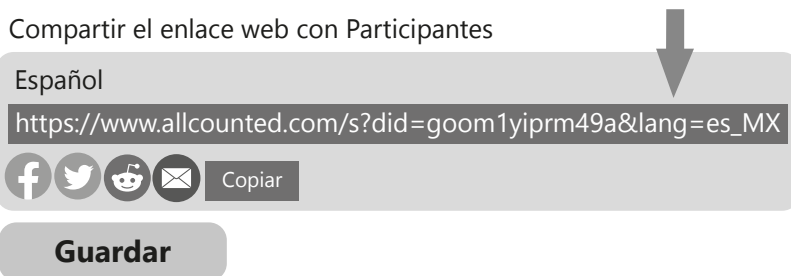 Compartir el enlace web con Participantes
Español
https://www.allcounted.com/s?did=goom1yiprm49a&lang=es_MX
Copiar
Guardar